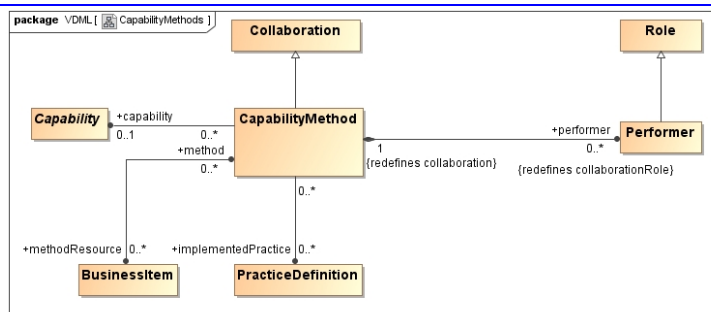 package VDML [ CapabilityMethods ]
Collaboration
Role
Capability
+capability
0..1
0..*
CapabilityMethod
+method
0..*
1
{redefines collaboration}
+performer
0..*
{redefines collaborationRole}
Performer
0..*
+methodResource 0..*
+implementedPractice 0..*
BusinessItem
PracticeDefinition